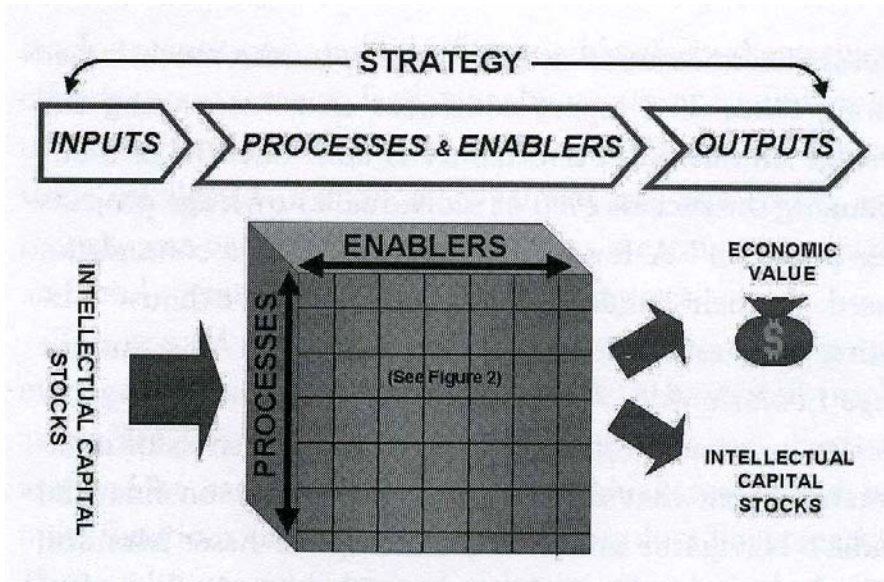 STRATEGY
INPUTS
PROCESSES & ENABLERS
OUTPUTS
ENABLERS
PROCESSES
INTELLECTUAL CAPITAL
STOCKS
(See Figure 2)
ECONOMIC
VALUE
$
INTELLECTUAL
CAPITAL
STOCKS